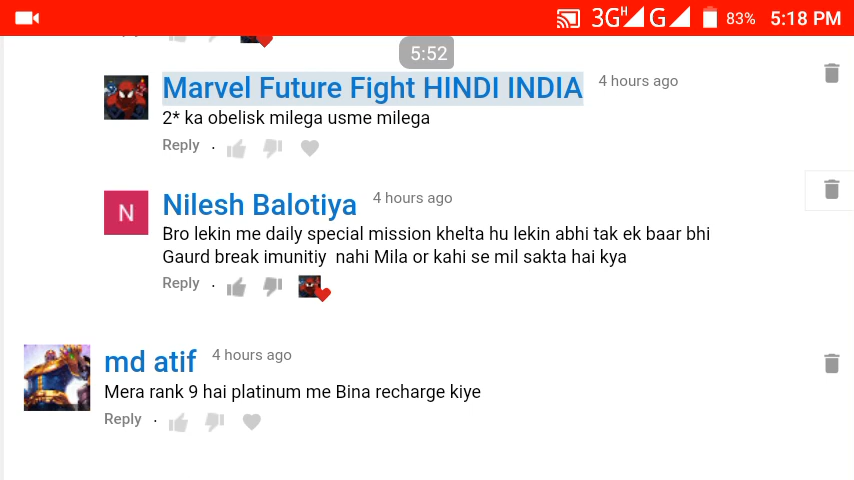 3G H G 83% 5:18 PM
5:52
Marvel Future Fight HINDI INDIA 4 hours ago
2* ka obelisk milega usme milega
Reply .
N
Nilesh Balotiya 4 hours ago
Bro lekin me daily special mission khelta hu lekin abhi tak ek baar bhi
Gaurd break imunitiy nahi Mila or kahi se mil sakta hai kya
Reply .
md atif 4 hours ago
Mera rank 9 hai platinum me Bina recharge kiye
Reply .